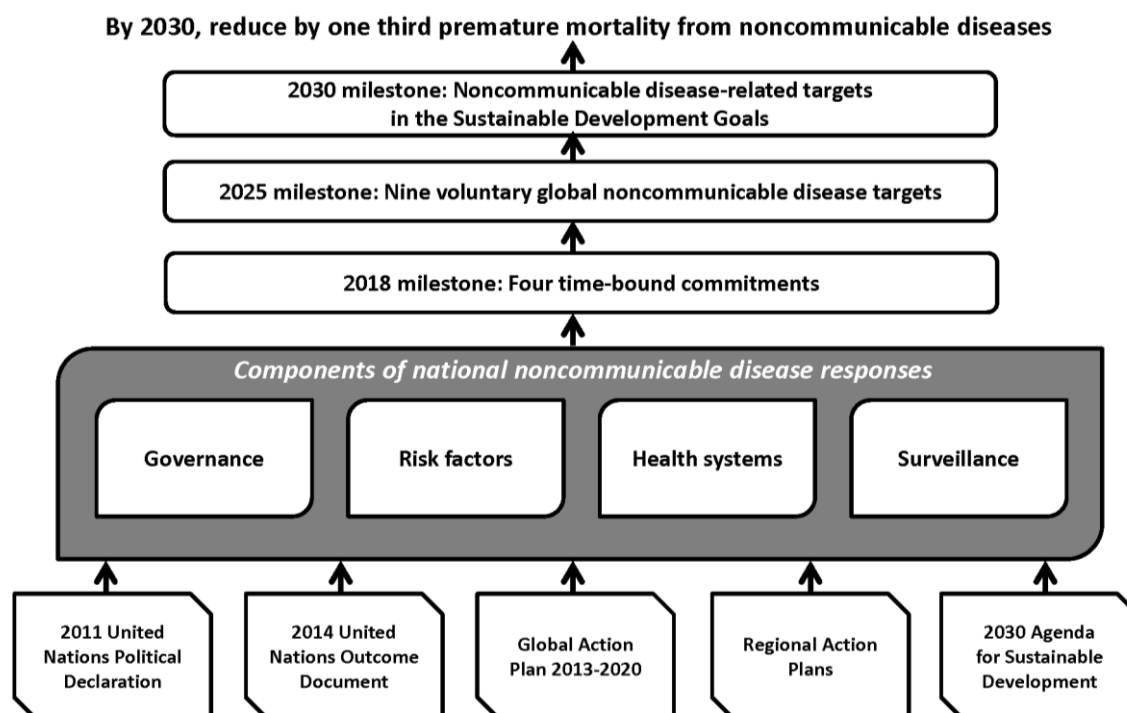 By 2030, reduce by one third premature mortality from noncommunicable diseases
2030 milestone: Noncommunicable disease-related targets
in the Sustainable Development Goals
2025 milestone: Nine voluntary global noncommunicable disease targets
2018 milestone: Four time-bound commitments
Components of national noncommunicable disease responses
Governance
Risk factors
Health systems
Surveillance
2011 United
Nations Political
Declaration
2014 United
Nations Outcome
Document
Global Action
Plan 2013-2020
Regional Action
Plans
2030 Agenda
for Sustainable
Development